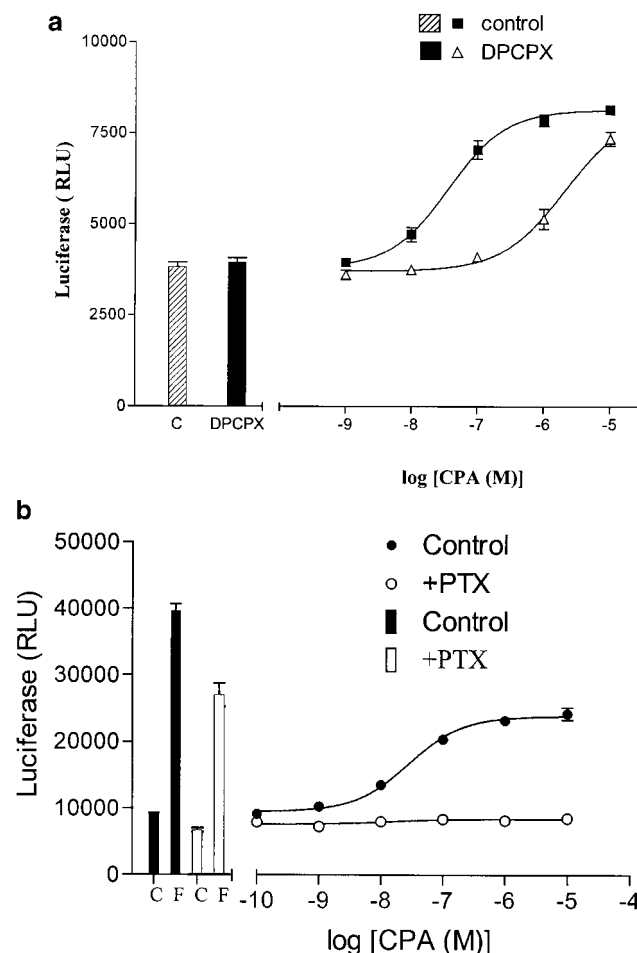 a
control
DPCPX
10000
7500
5000
2500
0
Luciferase ( RLU)
C DPCPX
-9 -8 -7 -6 -5
log [CPA (M)]
b
Control
+PTX
Control
+PTX
50000
40000
30000
20000
10000
0
Luciferase (RLU)
C F C F
-10 -9 -8 -7 -6 -5 -4
log [CPA (M)]